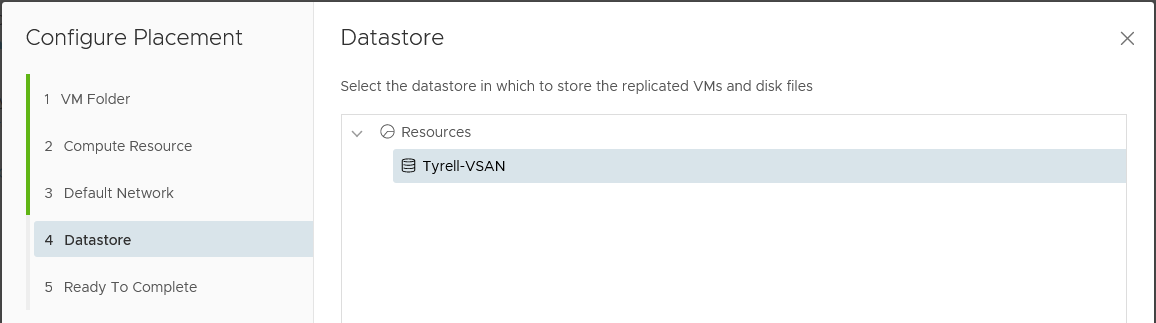 Configure Placement
1 VM Folder
2 Compute Resource
3 Default Network
4 Datastore
5 Ready To Complete
Datastore
Select the datastore in which to store the replicated VMs and disk files
Resources
Tyrell-VSAN